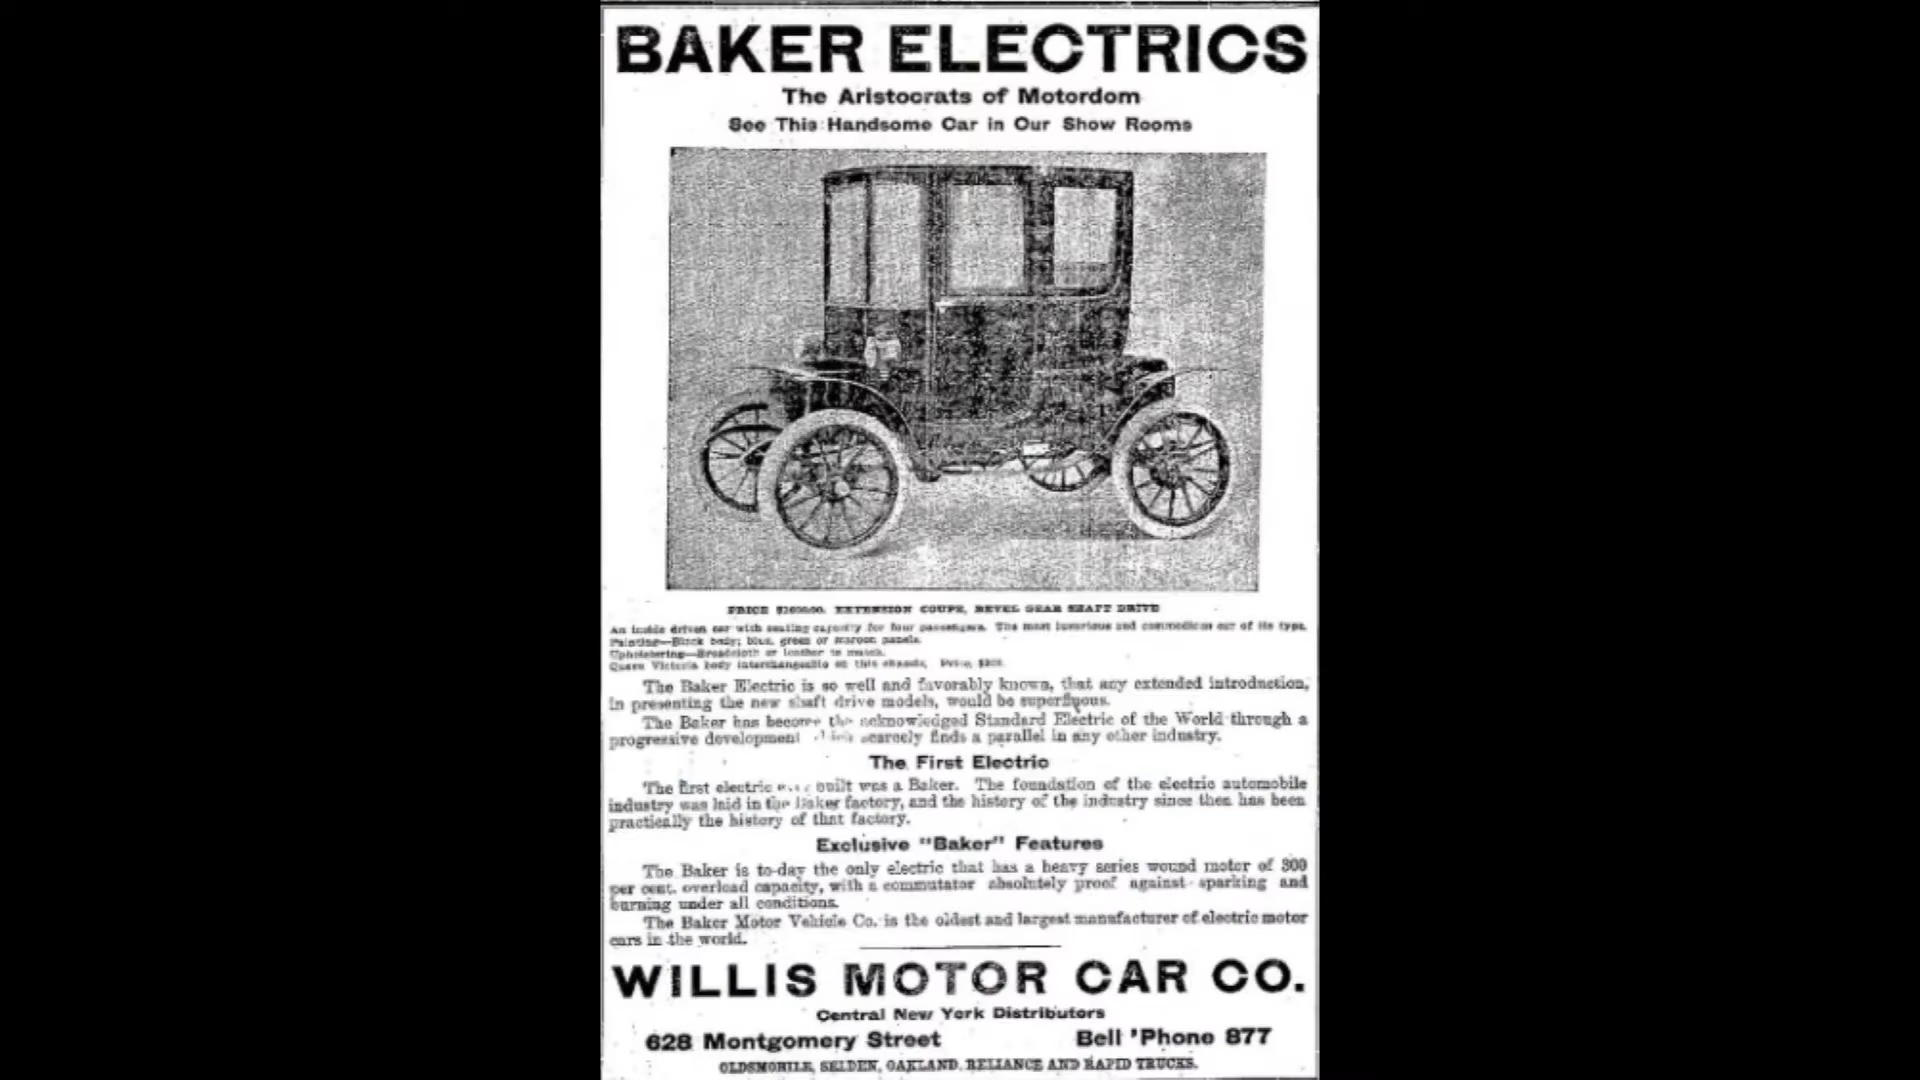 BAKER ELECTRICS
The Aristocrats of Motordom
See This Handsome Car in Our Show Rooms
EXTENSION COUPE, BEVEL GEAR SHAFT DRIVE
An inside driven car with seating capacity for four passengers. The most luxurious and commodious car of its type.
Painting—Black body; blue, green or maroon panels.
Upholstering—Broadcloth or leather to match.
Queen Victoria body interchangeable on this chassis. Price,
The Baker Electric is so well and favorably known, that any extended introduction,
in presenting the new shaft drive models, would be superfluous.
The Baker has become the acknowledged Standard Electric of the World through a
progressive development which scarcely finds a parallel in any other industry.
The First Electric
The first electric ever built was a Baker. The foundation of the electric automobile
industry was laid in the Baker factory, and the history of the industry since then has been
practically the history of that factory.
Exclusive "Baker" Features
The Baker is to-day the only electric that has a heavy series wound motor of 300
per cent. overload capacity, with a commutator absolutely proof against sparking and
burning under all conditions.
The Baker Motor Vehicle Co. is the oldest and largest manufacturer of electric motor
cars in the world.
WILLIS MOTOR CAR CO.
Central New York Distributors
628 Montgomery Street Bell 'Phone 877
OLDSMOBILE, SELDEN, OAKLAND, RELIANCE AND RAPID TRUCKS.